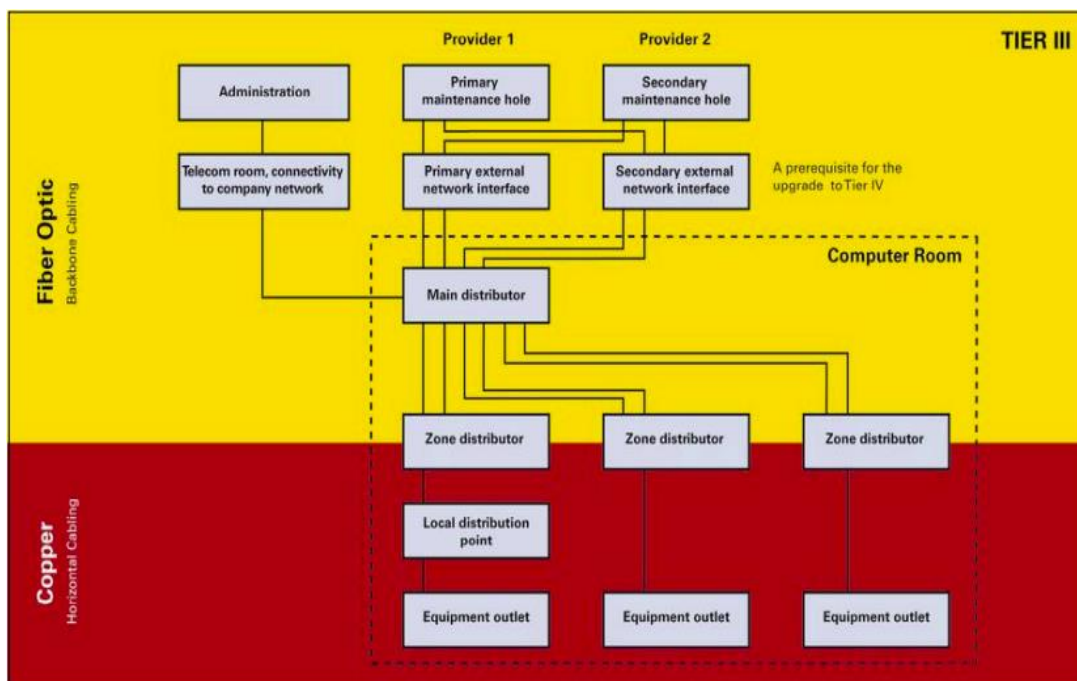 TIER III
Provider 1
Provider 2
Administration
Primary
maintenance hole
Secondary
maintenance hole
Telecom room, connectivity
to company network
Primary external
network interface
Secondary external
network interface
A prerequisite for the
upgrade to Tier IV
Fiber Optic
Backbone Cabling
Computer Room
Main distributor
Zone distributor
Zone distributor
Zone distributor
Copper
Horizontal Cabling
Local distribution
point
Equipment outlet
Equipment outlet
Equipment outlet